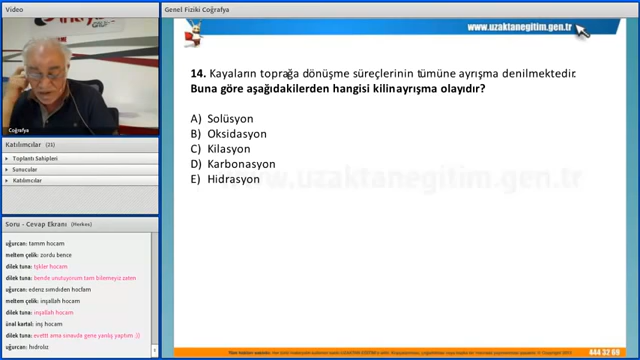 Video
Genel Fiziki Coğrafya
www.uzaktanegitim.gen.tr
Coğrafya
14. Kayaların toprağa dönüşme süreçlerinin tümüne ayrışma denilmektedir.
Buna göre aşağıdakilerden hangisi kilinayrışma olayıdır?
A) Solüsyon
B) Oksidasyon
C) Kilasyon
D) Karbonasyon
E) Hidrasyon
www.uzaktanegitim.gen.tr
Katılımcılar (21)
Toplantı Sahipleri
Sunucular
Katılımcılar
Soru - Cevap Ekranı (Herkes)
uğurcan: tamm hocam
meltem çelik: zordu bence
dilek tuna: tşkler hocam
dilek tuna: bende unutuyorum tam bilemeyiz zaten
uğurcan: edenz sımdıden hocfam
meltem çelik: inşallah hocam
dilek tuna: inşallah hocam
ünal kartal: inş hocam
dilek tuna: evettt ama sınavda gene yanlış yaptım :))
uğurcan: hıdrolız
444 32 69